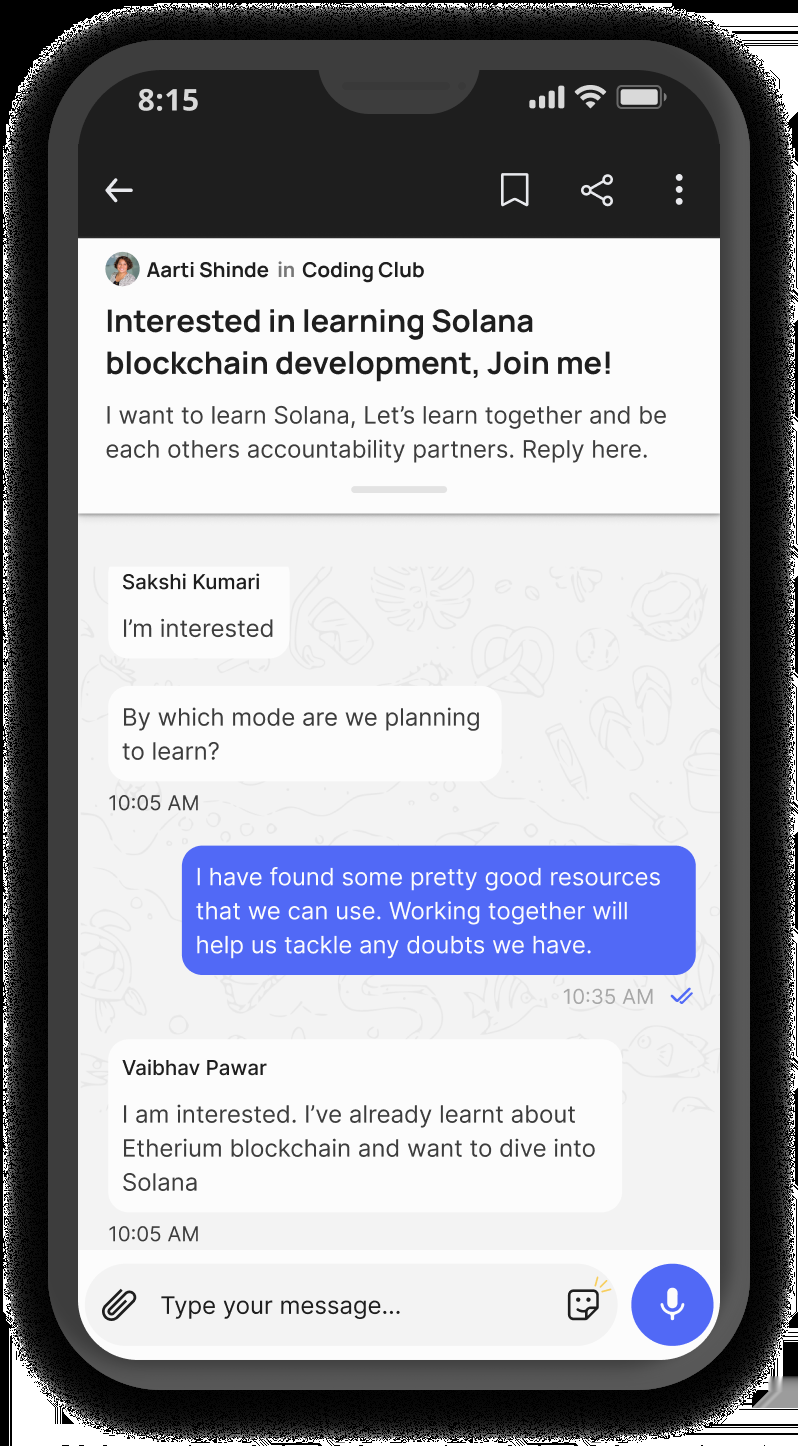 8:15
Aarti Shinde in Coding Club
Interested in learning Solana
blockchain development, Join me!
I want to learn Solana, Let’s learn together and be
each others accountability partners. Reply here.
Sakshi Kumari
I’m interested
By which mode are we planning
to learn?
10:05 AM
I have found some pretty good resources
that we can use. Working together will
help us tackle any doubts we have.
10:35 AM
Vaibhav Pawar
I am interested. I’ve already learnt about
Etherium blockchain and want to dive into
Solana
10:05 AM
Type your message...